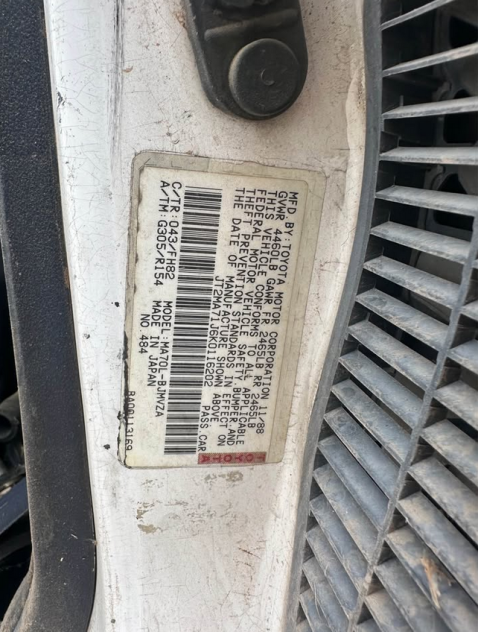 MFD BY: TOYOTA MOTOR CORPORATION 11/88
GVWR 4460LB GAWR FR 2465LB RR 2465LB
THIS VEHICLE CONFORMS TO ALL APPLICABLE
FEDERAL MOTOR VEHICLE SAFETY, BUMPER AND
THEFT PREVENTION STANDARDS IN EFFECT ON
THE DATE OF MANUFACTURE SHOWN ABOVE.
JT2MA71J6K0116202 PASS.CAR
C/TR: 043/FH82 MODEL: MA70L-BJMVZA
A/TM: G305/R154 MADE IN JAPAN
NO. 484
TOYOTA